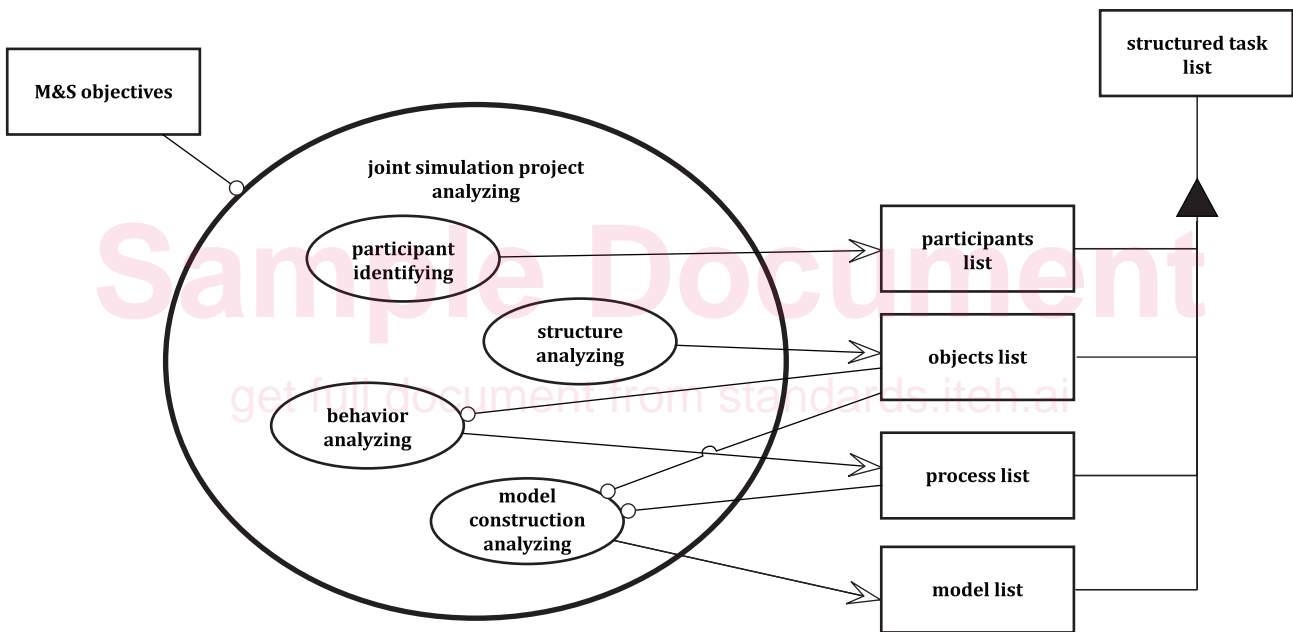 structured task
list
M&S objectives
joint simulation project
analyzing
participant
identifying
participants
list
Sample Document
structure
analyzing
objects list
get full document from standards.iteh.ai
behavior
analyzing
process list
model
construction
analyzing
model list